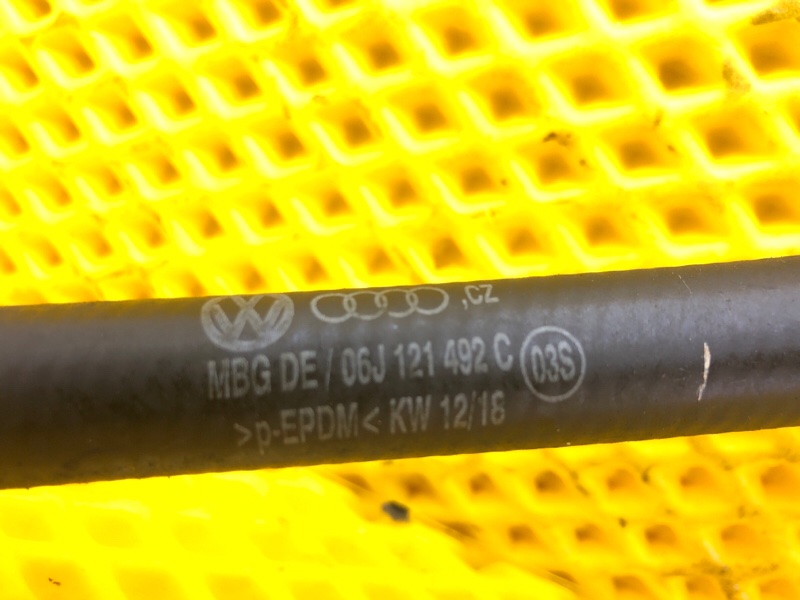 ,CZ
MBG DE / 06J 121 492 C 03S
>p-EPDM< KW 12/18